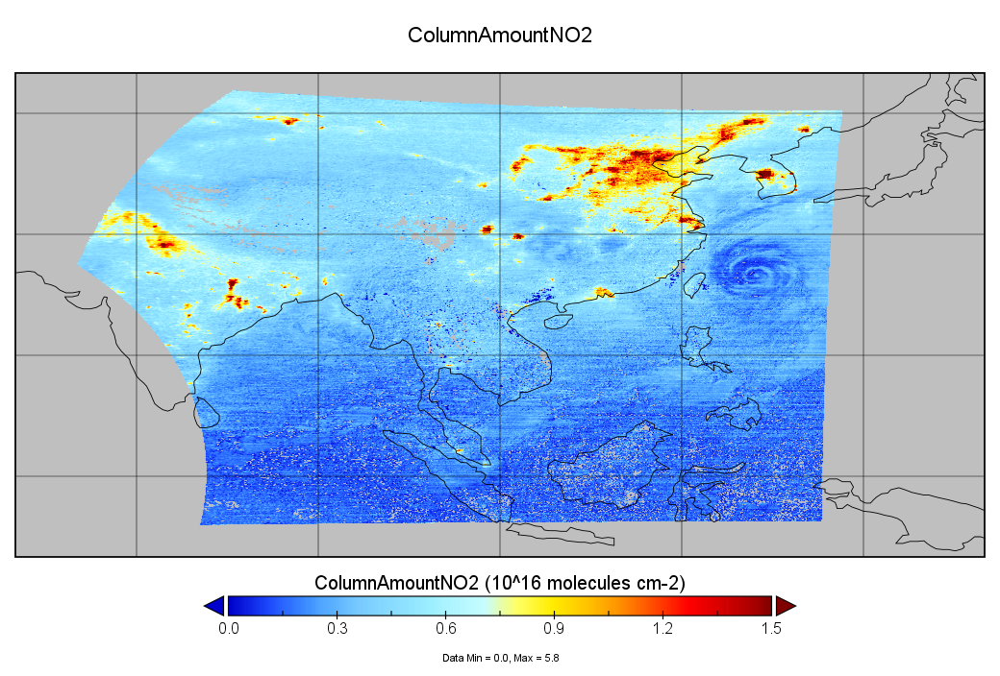 ColumnAmountNO2
ColumnAmountNO2 (10^16 molecules cm-2)
0.0 0.3 0.6 0.9 1.2 1.5
Data Min = 0.0, Max = 5.8